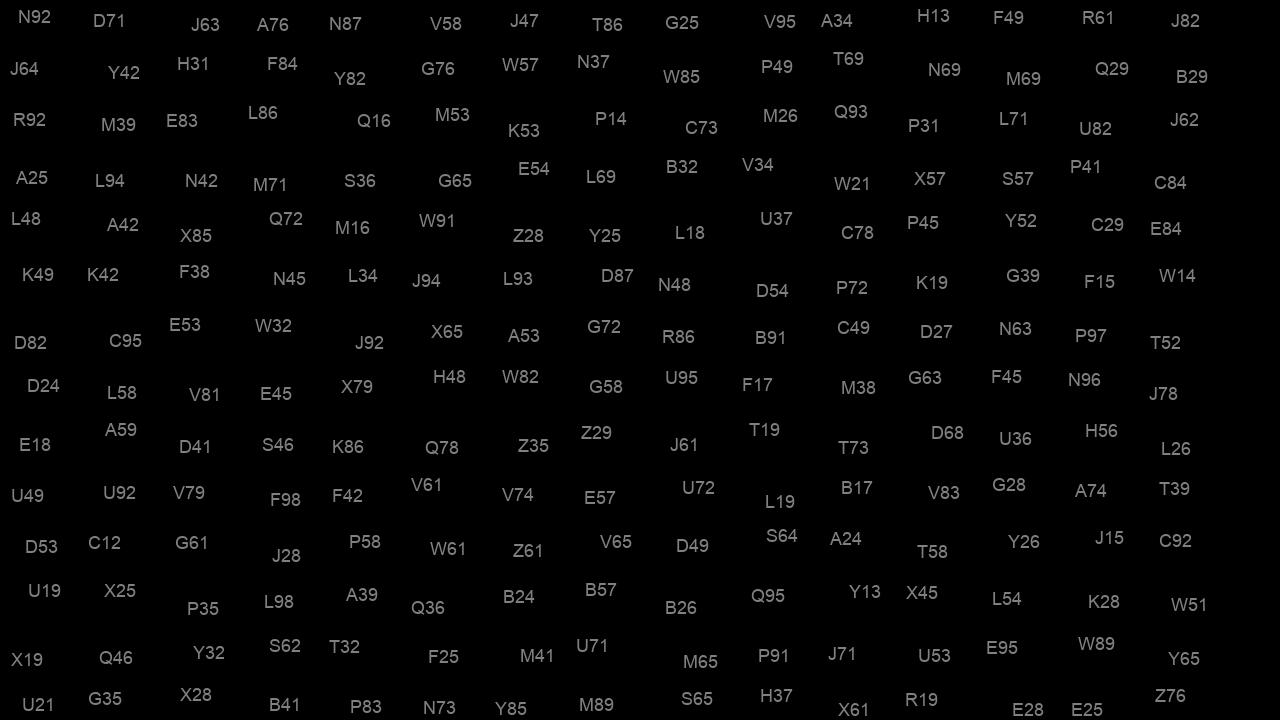 N92 D71 J63 A76 N87 V58 J47 T86 G25 V95 A34 H13 F49 R61 J82
J64 Y42 H31 F84 Y82 G76 W57 N37 W85 P49 T69 N69 M69 Q29 B29
R92 M39 E83 L86 Q16 M53 K53 P14 C73 M26 Q93 P31 L71 U82 J62
A25 L94 N42 M71 S36 G65 E54 L69 B32 V34 W21 X57 S57 P41 C84
L48 A42 X85 Q72 M16 W91 Z28 Y25 L18 U37 C78 P45 Y52 C29 E84
K49 K42 F38 N45 L34 J94 L93 D87 N48 D54 P72 K19 G39 F15 W14
D82 C95 E53 W32 J92 X65 A53 G72 R86 B91 C49 D27 N63 P97 T52
D24 L58 V81 E45 X79 H48 W82 G58 U95 F17 M38 G63 F45 N96 J78
E18 A59 D41 S46 K86 Q78 Z35 Z29 J61 T19 T73 D68 U36 H56 L26
U49 U92 V79 F98 F42 V61 V74 E57 U72 L19 B17 V83 G28 A74 T39
D53 C12 G61 J28 P58 W61 Z61 V65 D49 S64 A24 T58 Y26 J15 C92
U19 X25 P35 L98 A39 Q36 B24 B57 B26 Q95 Y13 X45 L54 K28 W51
X19 Q46 Y32 S62 T32 F25 M41 U71 M65 P91 J71 U53 E95 W89 Y65
U21 G35 X28 B41 P83 N73 Y85 M89 S65 H37 X61 R19 E28 E25 Z76